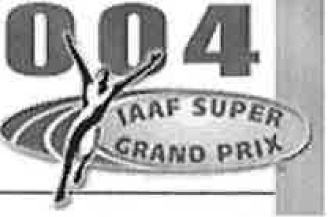 004
IAAF SUPER
GRAND PRIX